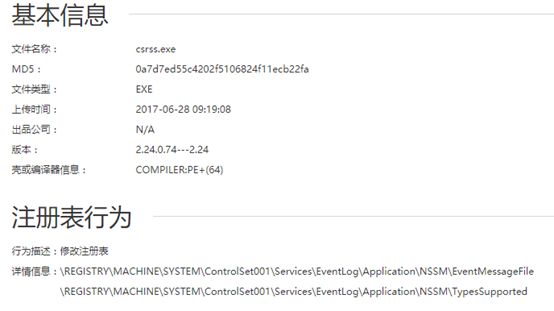 基本信息
文件名称： csrss.exe
MD5： 0a7d7ed55c4202f5106824f11ecb22fa
文件类型： EXE
上传时间： 2017-06-28 09:19:08
出品公司： N/A
版本： 2.24.0.74---2.24
壳或编译器信息： COMPILER:PE+(64)
注册表行为
行为描述：修改注册表
详情信息：\REGISTRY\MACHINE\SYSTEM\ControlSet001\Services\EventLog\Application\NSSM\EventMessageFile
\REGISTRY\MACHINE\SYSTEM\ControlSet001\Services\EventLog\Application\NSSM\TypesSupported